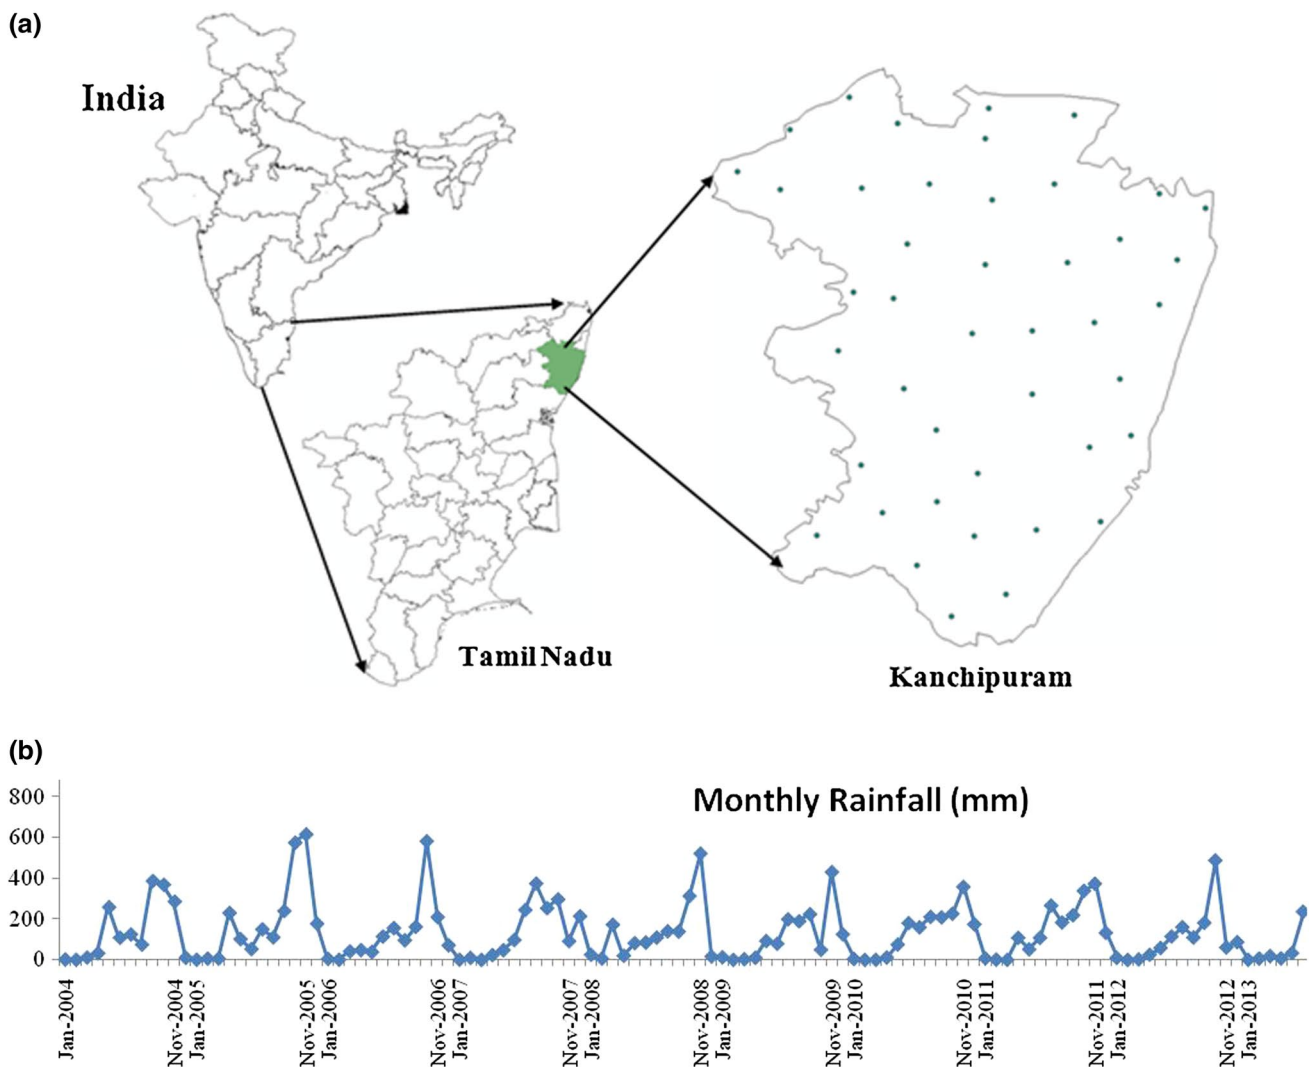 (a)
India
Tamil Nadu
Kanchipuram
(b)
Monthly Rainfall (mm)
800
600
400
200
0
Jan-2004
Nov-2004
Jan-2005
Nov-2005
Jan-2006
Nov-2006
Jan-2007
Nov-2007
Jan-2008
Nov-2008
Jan-2009
Nov-2009
Jan-2010
Nov-2010
Jan-2011
Nov-2011
Jan-2012
Nov-2012
Jan-2013